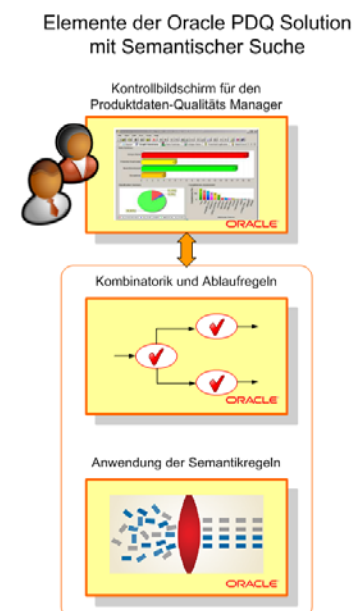 Elemente der Oracle PDQ Solution
mit Semantischer Suche
Kontrollbildschirm für den
Produktdaten-Qualitäts Manager
ORACLE
Kombinatorik und Ablaufregeln
ORACLE
Anwendung der Semantikregeln
ORACLE